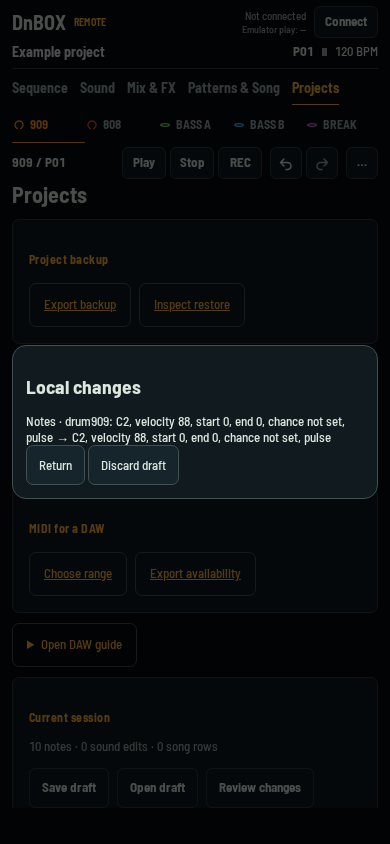 DnBOX REMOTE
Not connected
Emulator play: —
Connect
Example project
P01 120 BPM
Sequence Sound Mix & FX Patterns & Song Projects
909 808 BASS A BASS B BREAK
909 / P01 Play Stop REC ...
Projects
Project backup
Export backup Inspect restore
Local changes
Notes · drum909: C2, velocity 88, start 0, end 0, chance not set,
pulse → C2, velocity 88, start 0, end 0, chance not set, pulse
Return Discard draft
MIDI for a DAW
Choose range Export availability
▶ Open DAW guide
Current session
10 notes · 0 sound edits · 0 song rows
Save draft Open draft Review changes